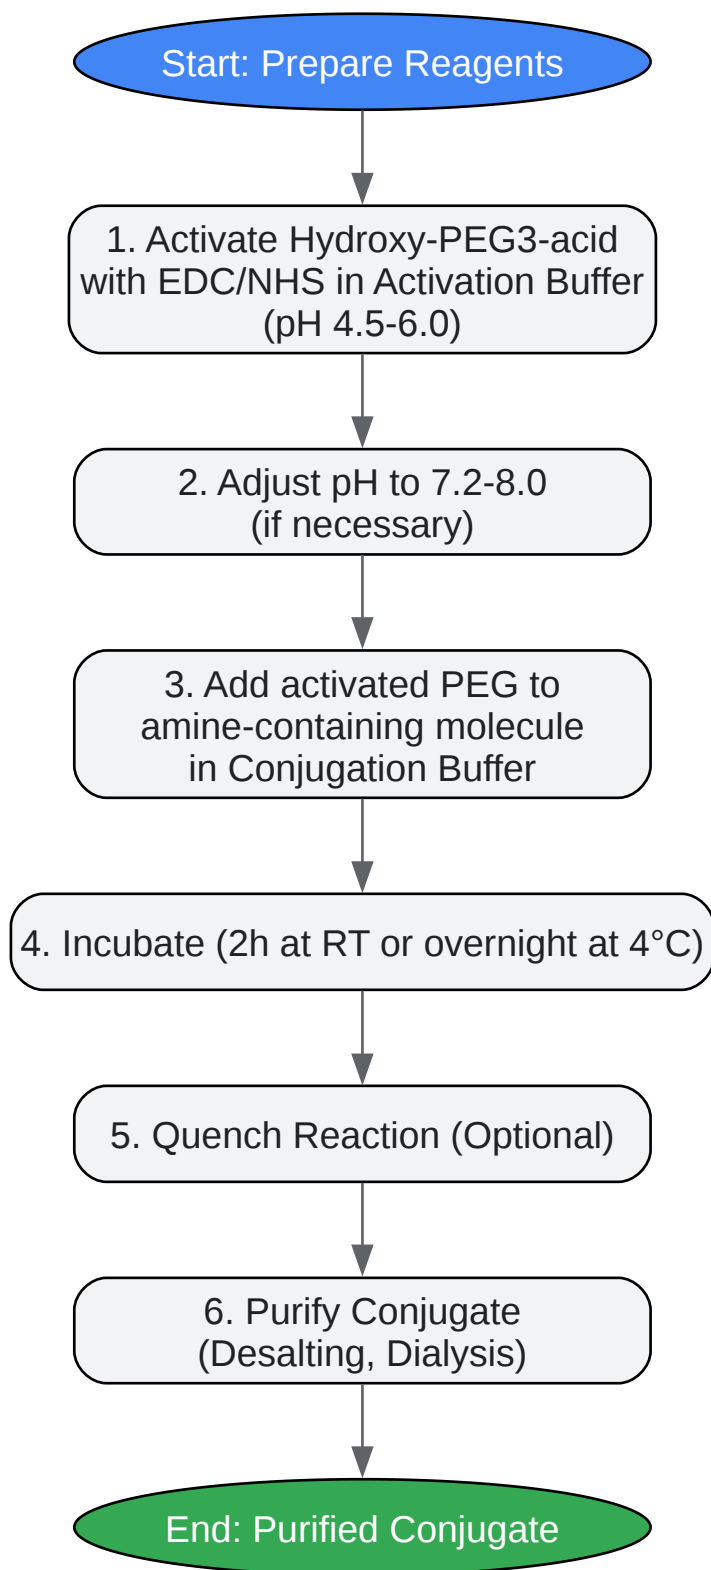 Start: Prepare Reagents
1. Activate Hydroxy-PEG3-acid
with EDC/NHS in Activation Buffer
(pH 4.5-6.0)
2. Adjust pH to 7.2-8.0
(if necessary)
3. Add activated PEG to
amine-containing molecule
in Conjugation Buffer
4. Incubate (2h at RT or overnight at 4°C)
5. Quench Reaction (Optional)
6. Purify Conjugate
(Desalting, Dialysis)
End: Purified Conjugate